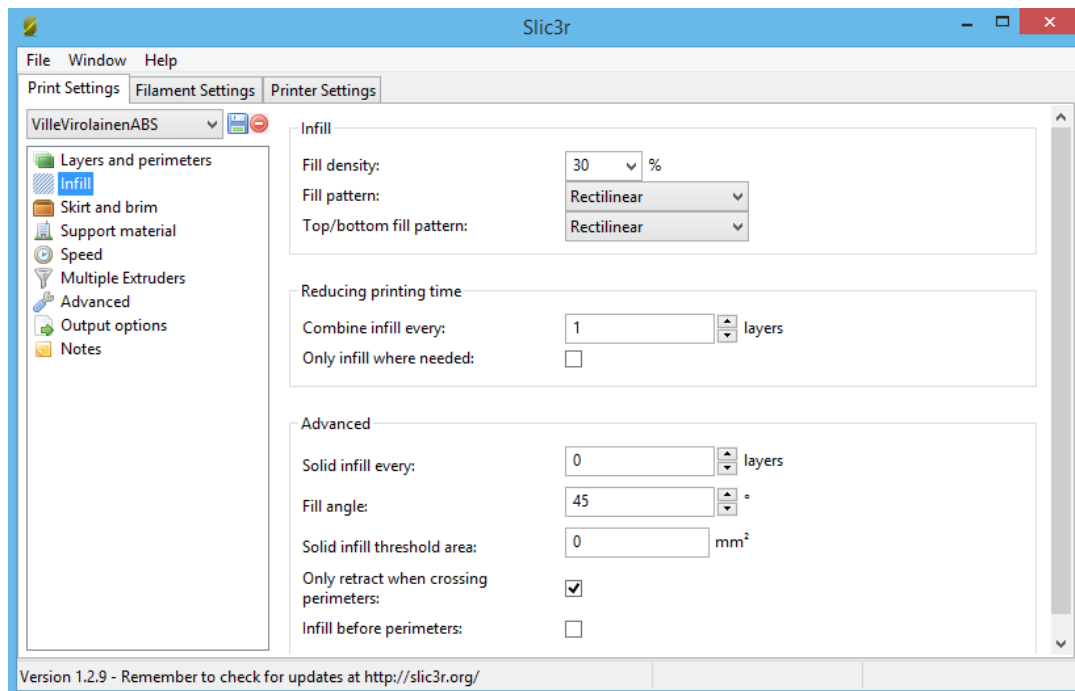 Slic3r
File Window Help
Print Settings Filament Settings Printer Settings
VilleVirolainenABS
Layers and perimeters
Infill
Skirt and brim
Support material
Speed
Multiple Extruders
Advanced
Output options
Notes
Infill
Fill density: 30 %
Fill pattern: Rectilinear
Top/bottom fill pattern: Rectilinear
Reducing printing time
Combine infill every: 1 layers
Only infill where needed:
Advanced
Solid infill every: 0 layers
Fill angle: 45 °
Solid infill threshold area: 0 mm²
Only retract when crossing
perimeters:
Infill before perimeters:
Version 1.2.9 - Remember to check for updates at http://slic3r.org/